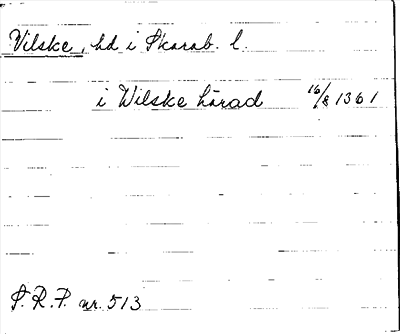 Vilske, hd i Skarab. l.
i Wilske hærad 16/8 1361
S.R.P. nr. 513